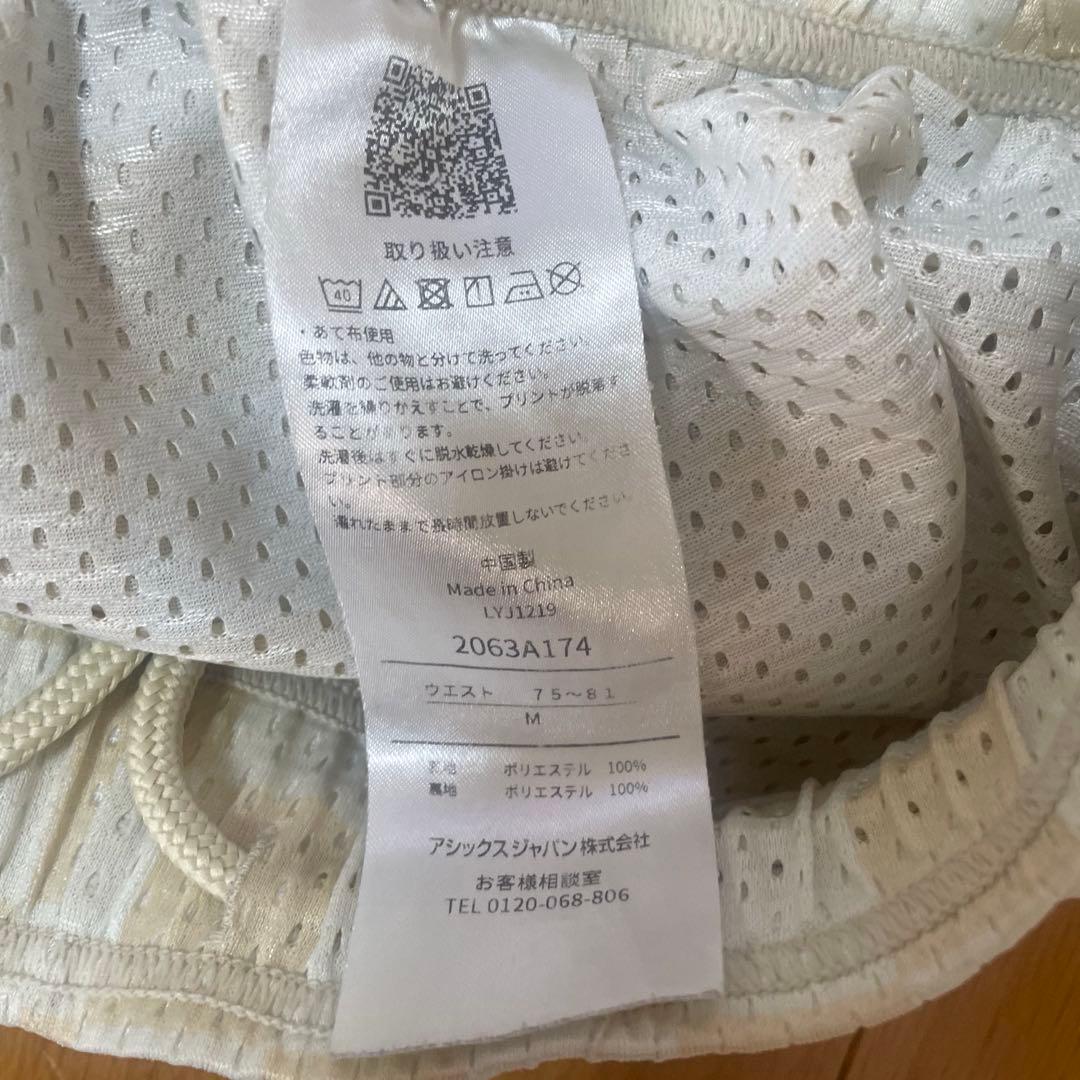 取り扱い注意
40
・あて布使用
色物は、他の物と分けて洗ってください。
柔軟剤のご使用はお避けください。
洗濯を繰りかえすことで、プリントが脱着す
ることがあります。
洗濯後はすぐに脱水乾燥してください。
プリント部分のアイロン掛けは避けてくださ
い。
濡れたままで長時間放置しないでください。
中国製
Made in China
LYJ1219
2063A174
ウエスト 75～81
M
表地 ポリエステル 100%
裏地 ポリエステル 100%
アシックスジャパン株式会社
お客様相談室
TEL 0120-068-806